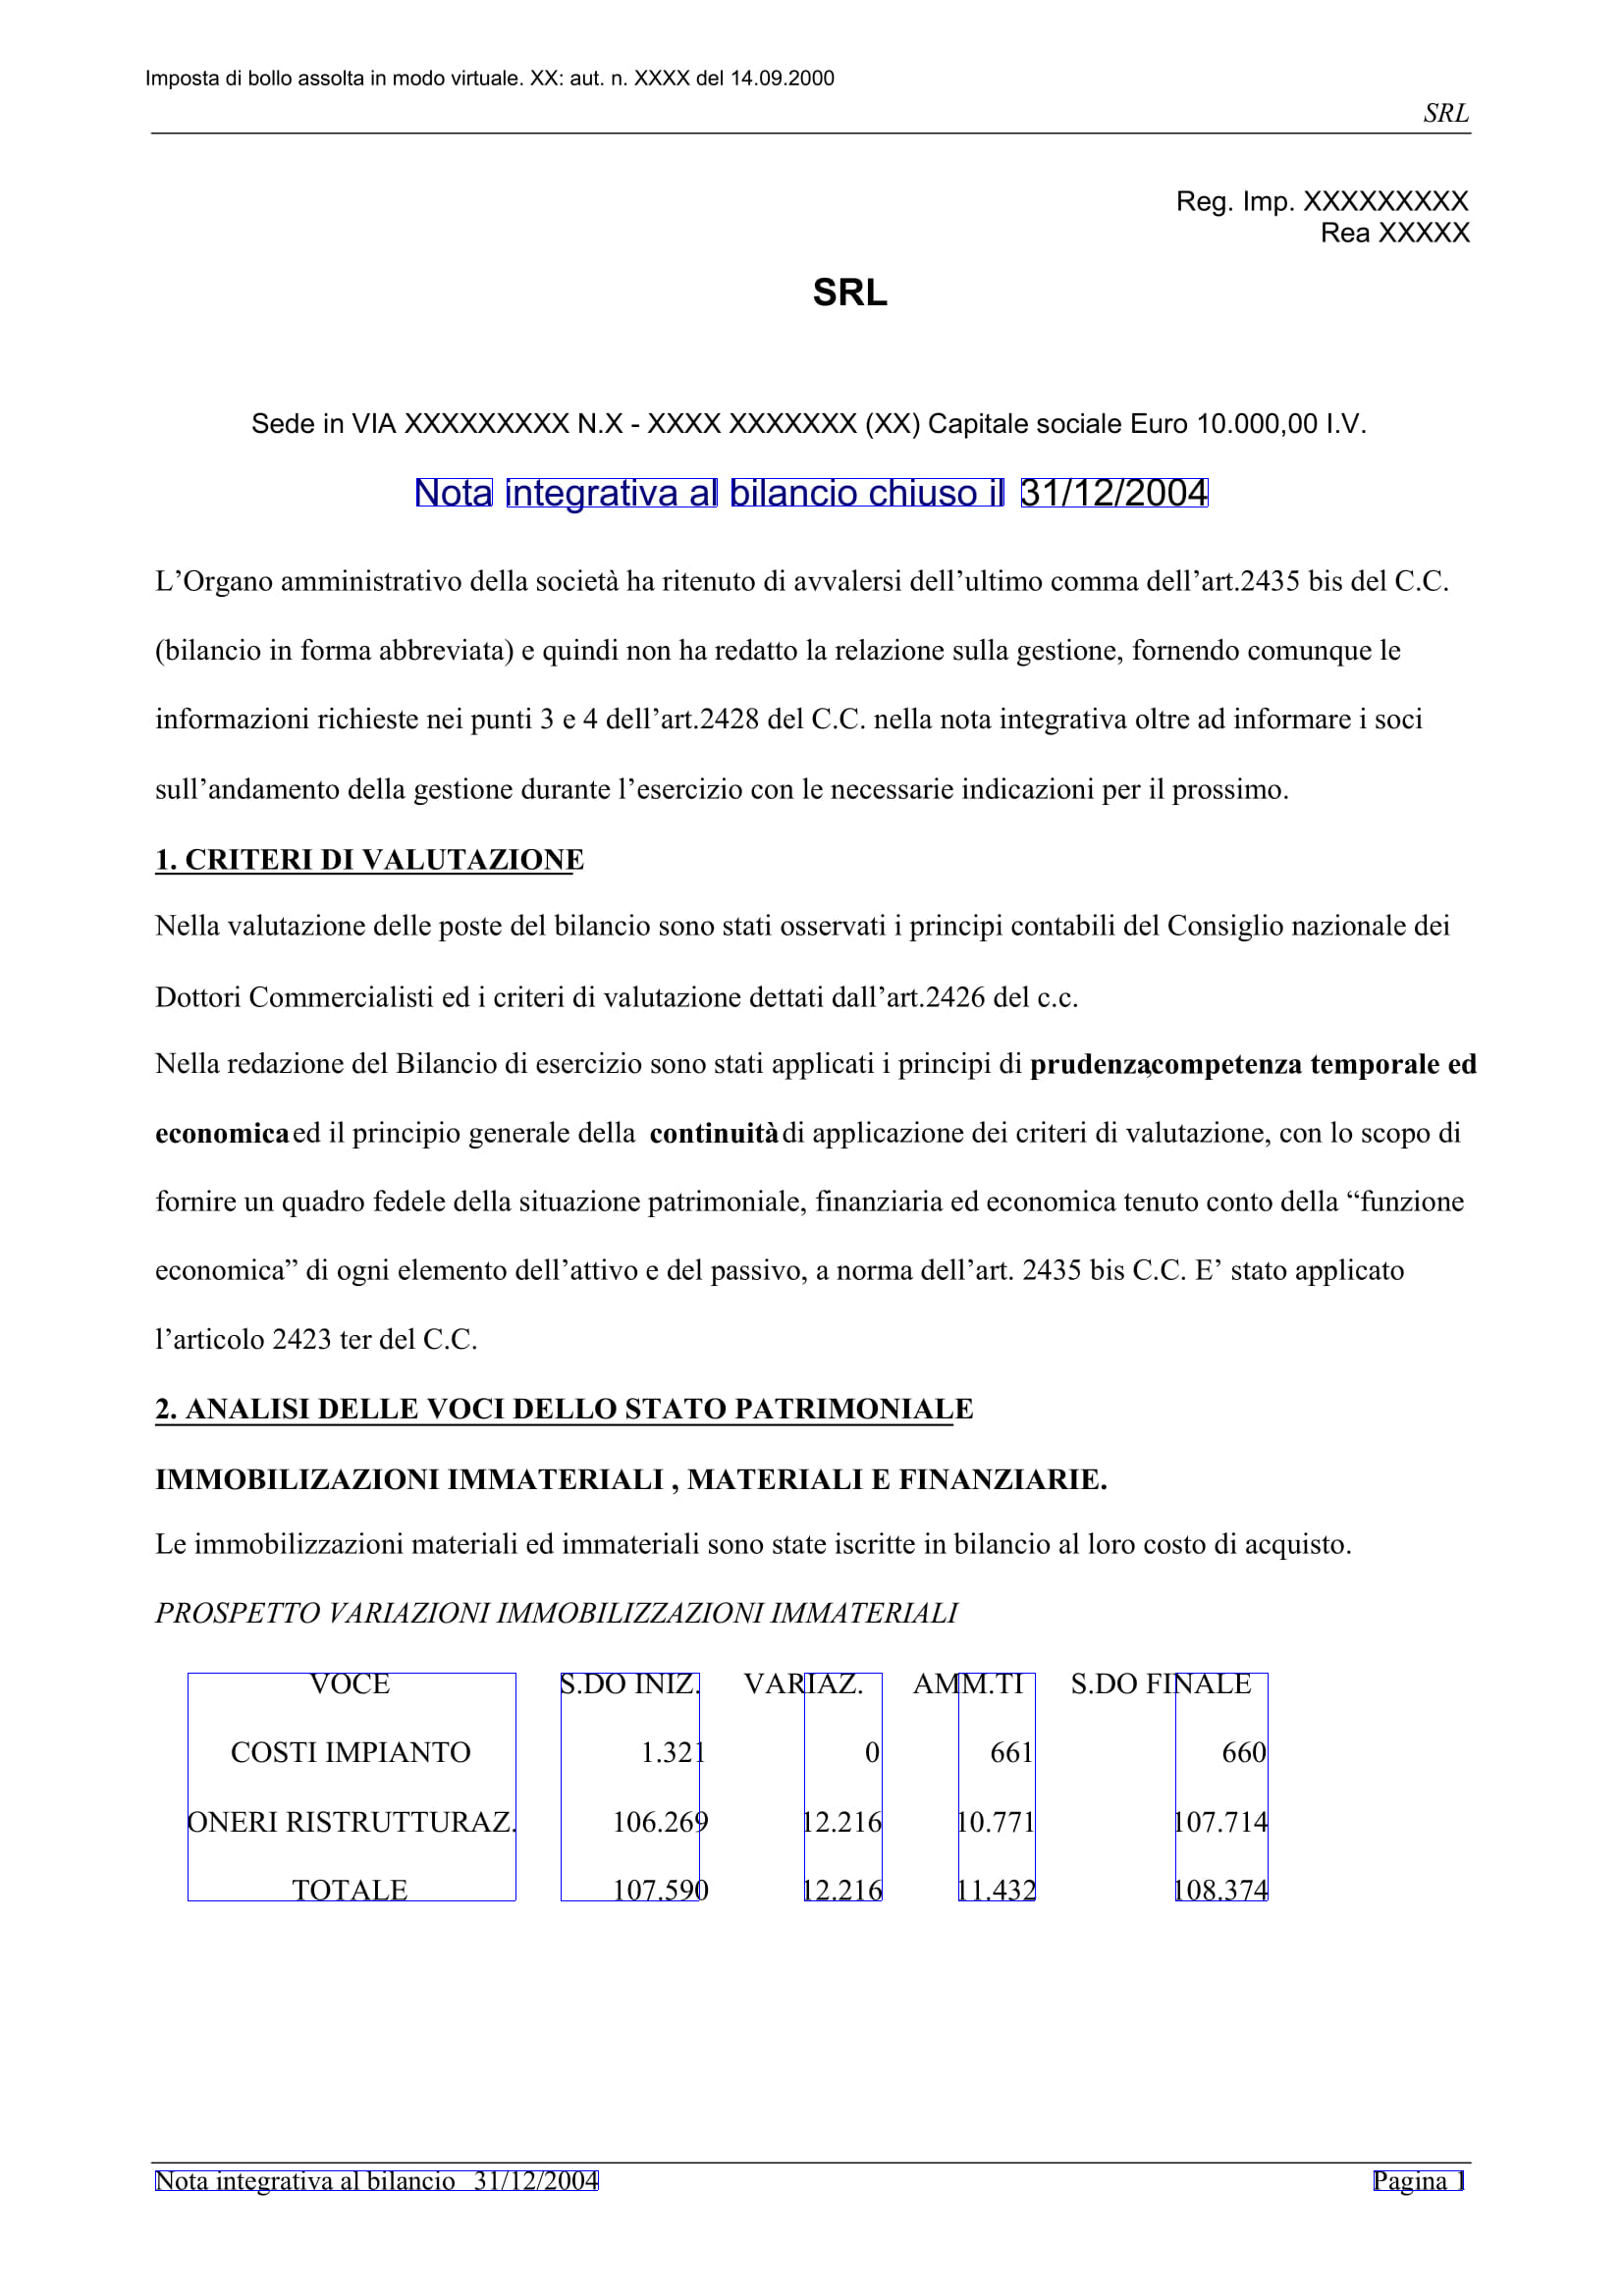 Imposta di bollo assolta in modo virtuale. XX: aut. n. XXXX del 14.09.2000
SRL
Reg. Imp. XXXXXXXXX
Rea XXXXX
SRL
Sede in VIA XXXXXXXXX N.X - XXXX XXXXXXX (XX) Capitale sociale Euro 10.000,00 I.V.
Nota integrativa al bilancio chiuso il 31/12/2004
L’Organo amministrativo della società ha ritenuto di avvalersi dell’ultimo comma dell’art.2435 bis del C.C.
(bilancio in forma abbreviata) e quindi non ha redatto la relazione sulla gestione, fornendo comunque le
informazioni richieste nei punti 3 e 4 dell’art.2428 del C.C. nella nota integrativa oltre ad informare i soci
sull’andamento della gestione durante l’esercizio con le necessarie indicazioni per il prossimo.
1. CRITERI DI VALUTAZIONE
Nella valutazione delle poste del bilancio sono stati osservati i principi contabili del Consiglio nazionale dei
Dottori Commercialisti ed i criteri di valutazione dettati dall’art.2426 del c.c.
Nella redazione del Bilancio di esercizio sono stati applicati i principi di prudenza,competenza temporale ed
economica ed il principio generale della continuità di applicazione dei criteri di valutazione, con lo scopo di
fornire un quadro fedele della situazione patrimoniale, finanziaria ed economica tenuto conto della “funzione
economica” di ogni elemento dell’attivo e del passivo, a norma dell’art. 2435 bis C.C. E’ stato applicato
l’articolo 2423 ter del C.C.
2. ANALISI DELLE VOCI DELLO STATO PATRIMONIALE
IMMOBILIZAZIONI IMMATERIALI , MATERIALI E FINANZIARIE.
Le immobilizzazioni materiali ed immateriali sono state iscritte in bilancio al loro costo di acquisto.
PROSPETTO VARIAZIONI IMMOBILIZZAZIONI IMMATERIALI
VOCE S.DO INIZ. VARIAZ. AMM.TI S.DO FINALE
COSTI IMPIANTO 1.321 0 661 660
ONERI RISTRUTTURAZ. 106.269 12.216 10.771 107.714
TOTALE 107.590 12.216 11.432 108.374
Nota integrativa al bilancio 31/12/2004 Pagina 1